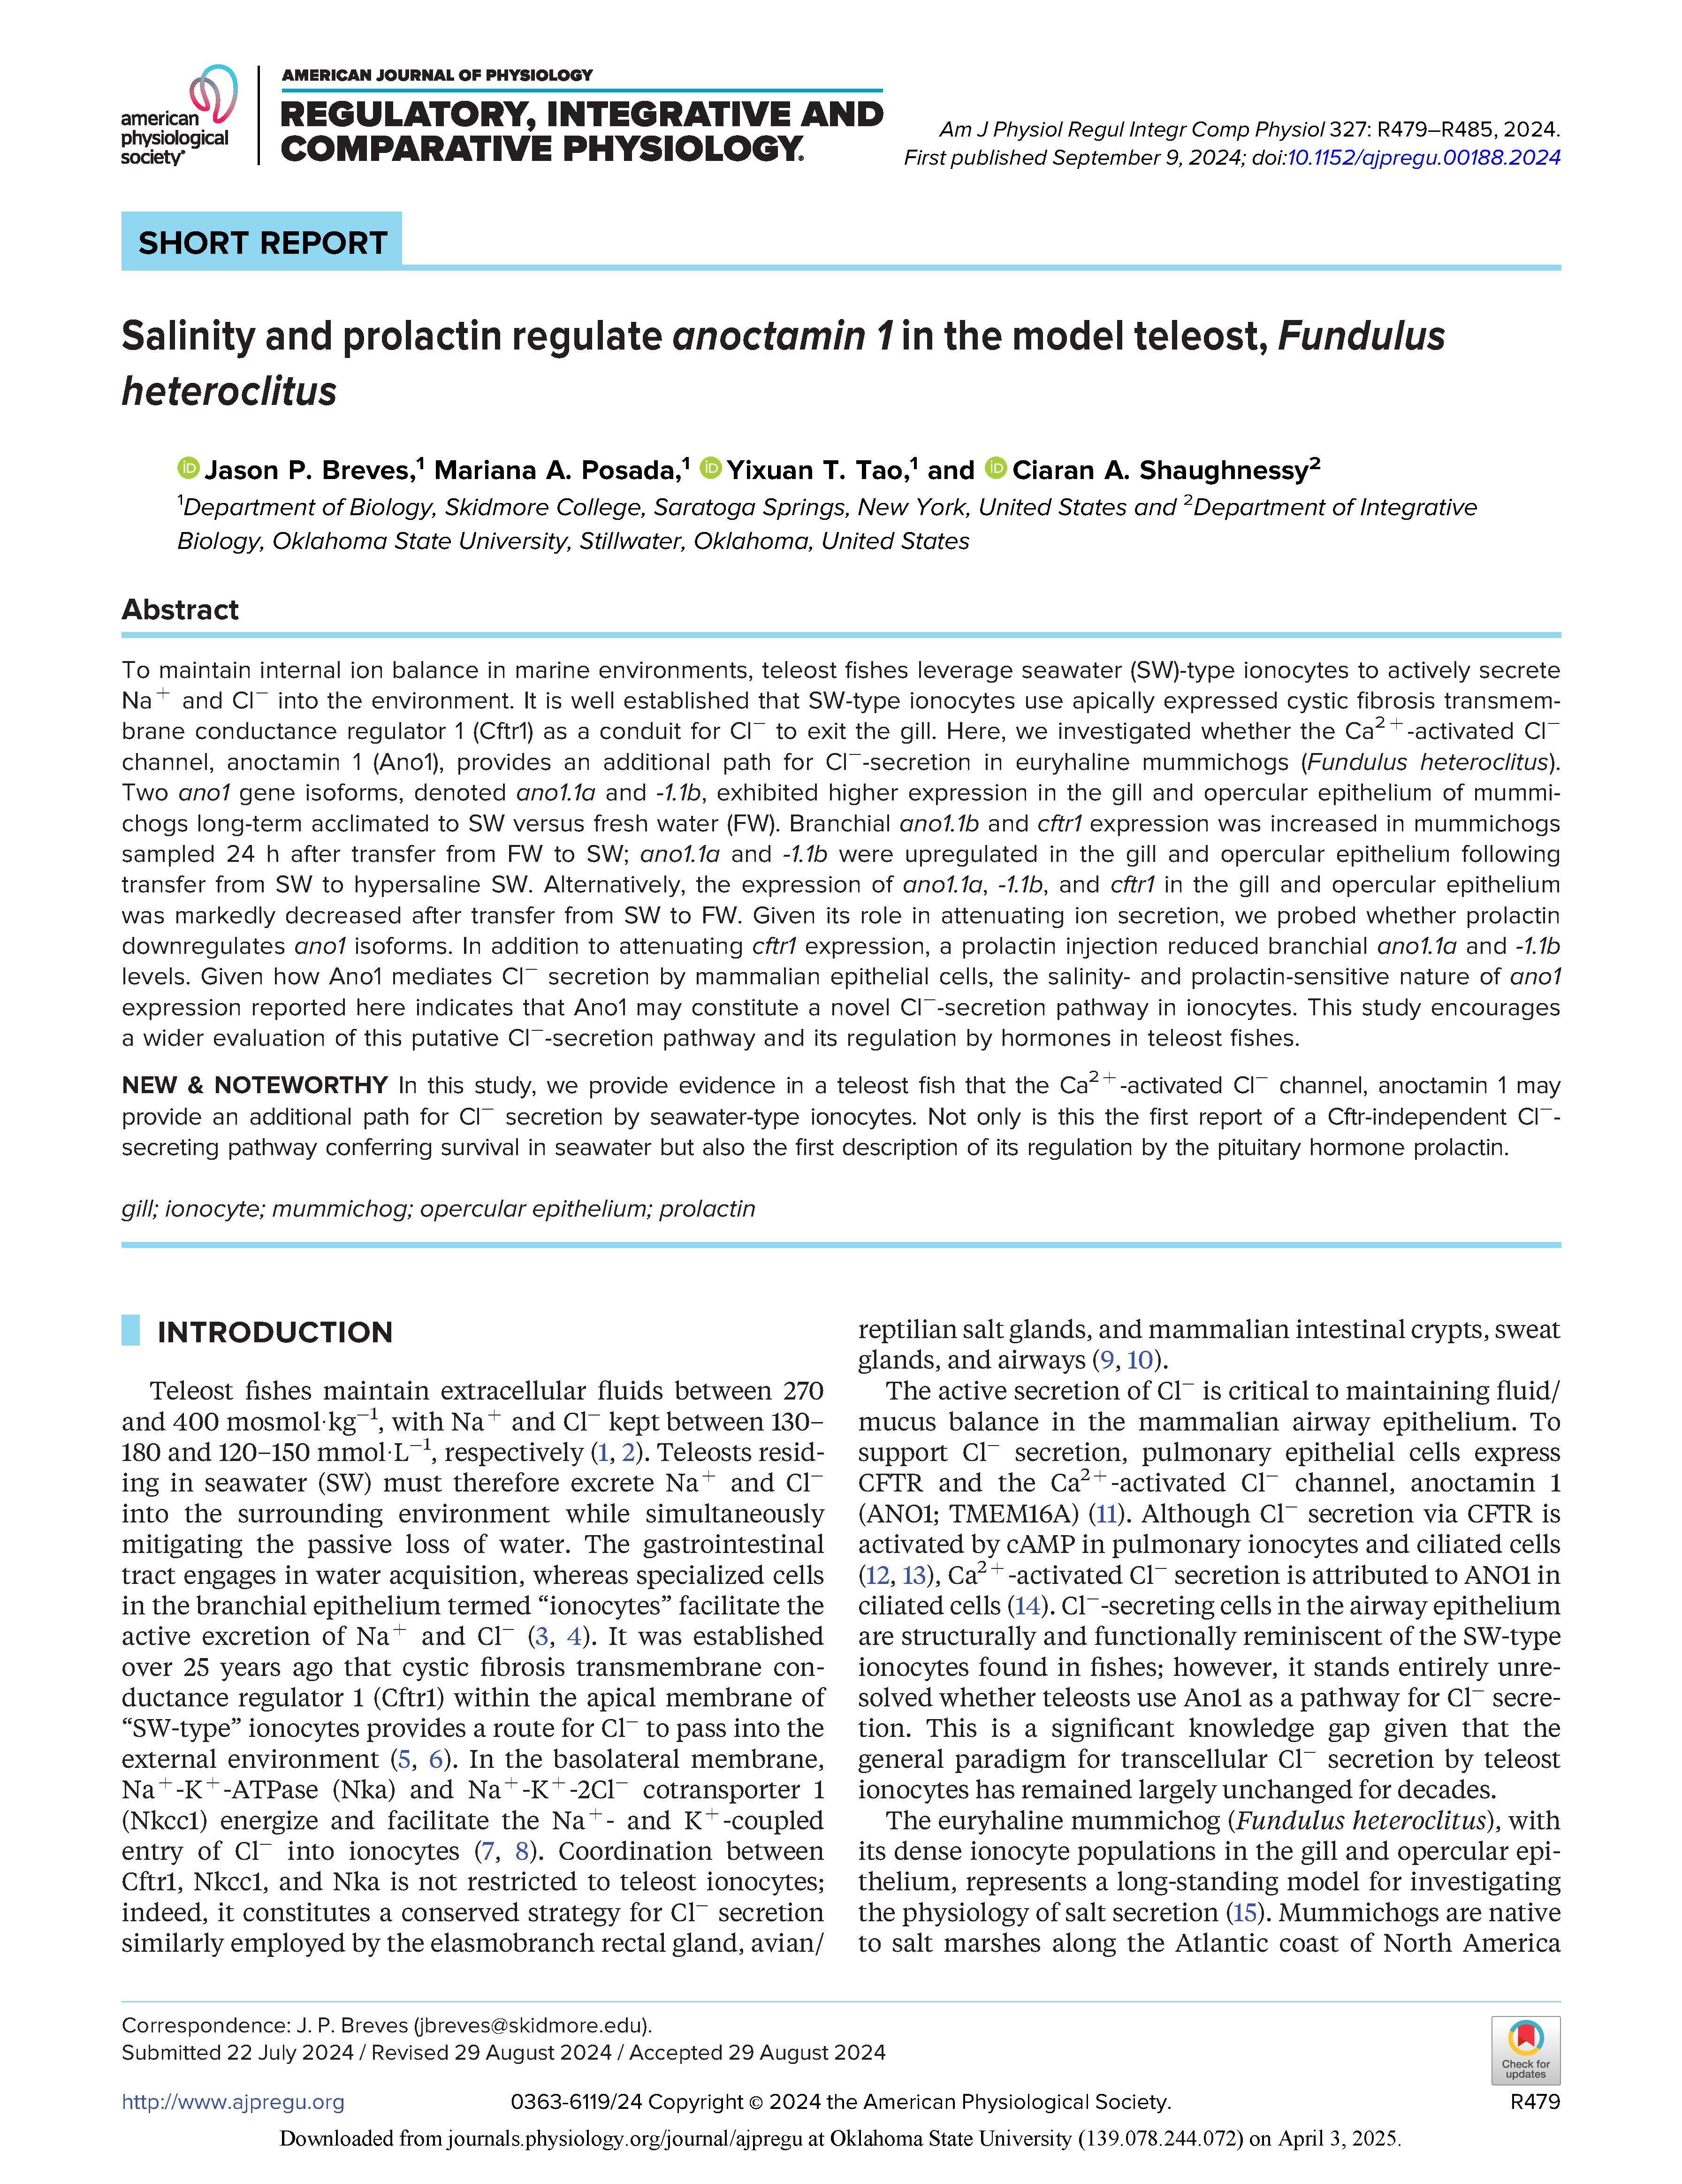 american
physiological
society
AMERICAN JOURNAL OF PHYSIOLOGY
REGULATORY, INTEGRATIVE AND
COMPARATIVE PHYSIOLOGY.
Am J Physiol Regul Integr Comp Physiol 327: R479–R485, 2024.
First published September 9, 2024; doi:10.1152/ajpregu.00188.2024
SHORT REPORT
Salinity and prolactin regulate anoctamin 1 in the model teleost, Fundulus
heteroclitus
iD Jason P. Breves,¹ Mariana A. Posada,¹ iD Yixuan T. Tao,¹ and iD Ciaran A. Shaughnessy²
¹Department of Biology, Skidmore College, Saratoga Springs, New York, United States and ²Department of Integrative
Biology, Oklahoma State University, Stillwater, Oklahoma, United States
Abstract
To maintain internal ion balance in marine environments, teleost fishes leverage seawater (SW)-type ionocytes to actively secrete
Na⁺ and Cl⁻ into the environment. It is well established that SW-type ionocytes use apically expressed cystic fibrosis transmem-
brane conductance regulator 1 (Cftr1) as a conduit for Cl⁻ to exit the gill. Here, we investigated whether the Ca²⁺-activated Cl⁻
channel, anoctamin 1 (Ano1), provides an additional path for Cl⁻-secretion in euryhaline mummichogs (Fundulus heteroclitus).
Two ano1 gene isoforms, denoted ano1.1a and -1.1b, exhibited higher expression in the gill and opercular epithelium of mummi-
chogs long-term acclimated to SW versus fresh water (FW). Branchial ano1.1b and cftr1 expression was increased in mummichogs
sampled 24 h after transfer from FW to SW; ano1.1a and -1.1b were upregulated in the gill and opercular epithelium following
transfer from SW to hypersaline SW. Alternatively, the expression of ano1.1a, -1.1b, and cftr1 in the gill and opercular epithelium
was markedly decreased after transfer from SW to FW. Given its role in attenuating ion secretion, we probed whether prolactin
downregulates ano1 isoforms. In addition to attenuating cftr1 expression, a prolactin injection reduced branchial ano1.1a and -1.1b
levels. Given how Ano1 mediates Cl⁻ secretion by mammalian epithelial cells, the salinity- and prolactin-sensitive nature of ano1
expression reported here indicates that Ano1 may constitute a novel Cl⁻-secretion pathway in ionocytes. This study encourages
a wider evaluation of this putative Cl⁻-secretion pathway and its regulation by hormones in teleost fishes.
NEW & NOTEWORTHY In this study, we provide evidence in a teleost fish that the Ca²⁺-activated Cl⁻ channel, anoctamin 1 may
provide an additional path for Cl⁻ secretion by seawater-type ionocytes. Not only is this the first report of a Cftr-independent Cl⁻-
secreting pathway conferring survival in seawater but also the first description of its regulation by the pituitary hormone prolactin.
gill; ionocyte; mummichog; opercular epithelium; prolactin
INTRODUCTION
Teleost fishes maintain extracellular fluids between 270
and 400 mosmol·kg⁻¹, with Na⁺ and Cl⁻ kept between 130–
180 and 120–150 mmol·L⁻¹, respectively (1, 2). Teleosts resid-
ing in seawater (SW) must therefore excrete Na⁺ and Cl⁻
into the surrounding environment while simultaneously
mitigating the passive loss of water. The gastrointestinal
tract engages in water acquisition, whereas specialized cells
in the branchial epithelium termed “ionocytes” facilitate the
active excretion of Na⁺ and Cl⁻ (3, 4). It was established
over 25 years ago that cystic fibrosis transmembrane con-
ductance regulator 1 (Cftr1) within the apical membrane of
“SW-type” ionocytes provides a route for Cl⁻ to pass into the
external environment (5, 6). In the basolateral membrane,
Na⁺-K⁺-ATPase (Nka) and Na⁺-K⁺-2Cl⁻ cotransporter 1
(Nkcc1) energize and facilitate the Na⁺- and K⁺-coupled
entry of Cl⁻ into ionocytes (7, 8). Coordination between
Cftr1, Nkcc1, and Nka is not restricted to teleost ionocytes;
indeed, it constitutes a conserved strategy for Cl⁻ secretion
similarly employed by the elasmobranch rectal gland, avian/
reptilian salt glands, and mammalian intestinal crypts, sweat
glands, and airways (9, 10).
The active secretion of Cl⁻ is critical to maintaining fluid/
mucus balance in the mammalian airway epithelium. To
support Cl⁻ secretion, pulmonary epithelial cells express
CFTR and the Ca²⁺-activated Cl⁻ channel, anoctamin 1
(ANO1; TMEM16A) (11). Although Cl⁻ secretion via CFTR is
activated by cAMP in pulmonary ionocytes and ciliated cells
(12, 13), Ca²⁺-activated Cl⁻ secretion is attributed to ANO1 in
ciliated cells (14). Cl⁻-secreting cells in the airway epithelium
are structurally and functionally reminiscent of the SW-type
ionocytes found in fishes; however, it stands entirely unre-
solved whether teleosts use Ano1 as a pathway for Cl⁻ secre-
tion. This is a significant knowledge gap given that the
general paradigm for transcellular Cl⁻ secretion by teleost
ionocytes has remained largely unchanged for decades.
The euryhaline mummichog (Fundulus heteroclitus), with
its dense ionocyte populations in the gill and opercular epi-
thelium, represents a long-standing model for investigating
the physiology of salt secretion (15). Mummichogs are native
to salt marshes along the Atlantic coast of North America
Correspondence: J. P. Breves (jbreves@skidmore.edu).
Submitted 22 July 2024 / Revised 29 August 2024 / Accepted 29 August 2024
Check for
updates
http://www.ajpregu.org
0363-6119/24 Copyright © 2024 the American Physiological Society.
R479
Downloaded from journals.physiology.org/journal/ajpregu at Oklahoma State University (139.078.244.072) on April 3, 2025.